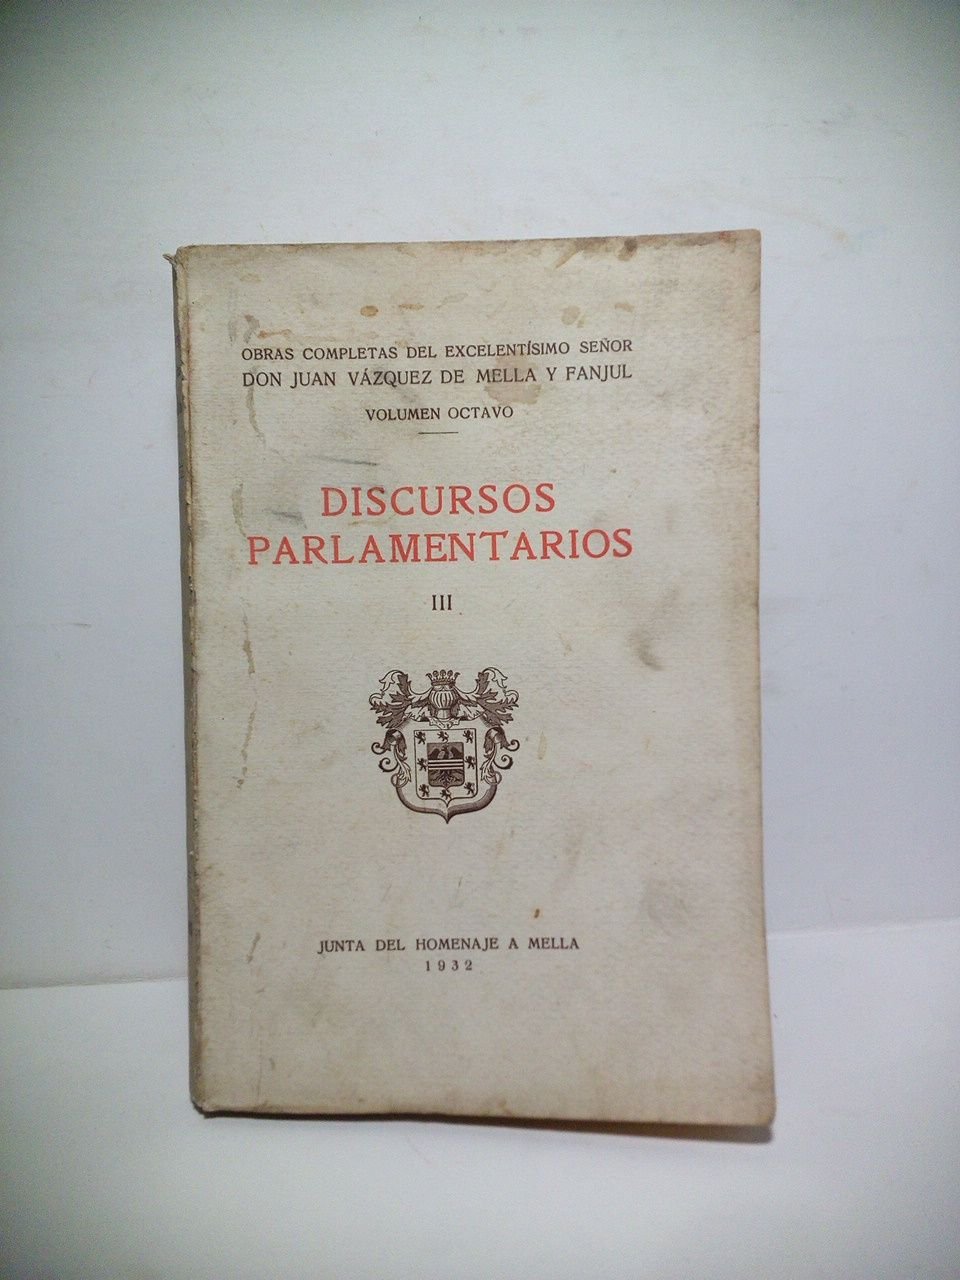 OBRAS COMPLETAS DEL EXCELENTÍSIMO SEÑOR
DON JUAN VÁZQUEZ DE MELLA Y FANJUL
VOLUMEN OCTAVO
DISCURSOS
PARLAMENTARIOS
III
JUNTA DEL HOMENAJE A MELLA
1932